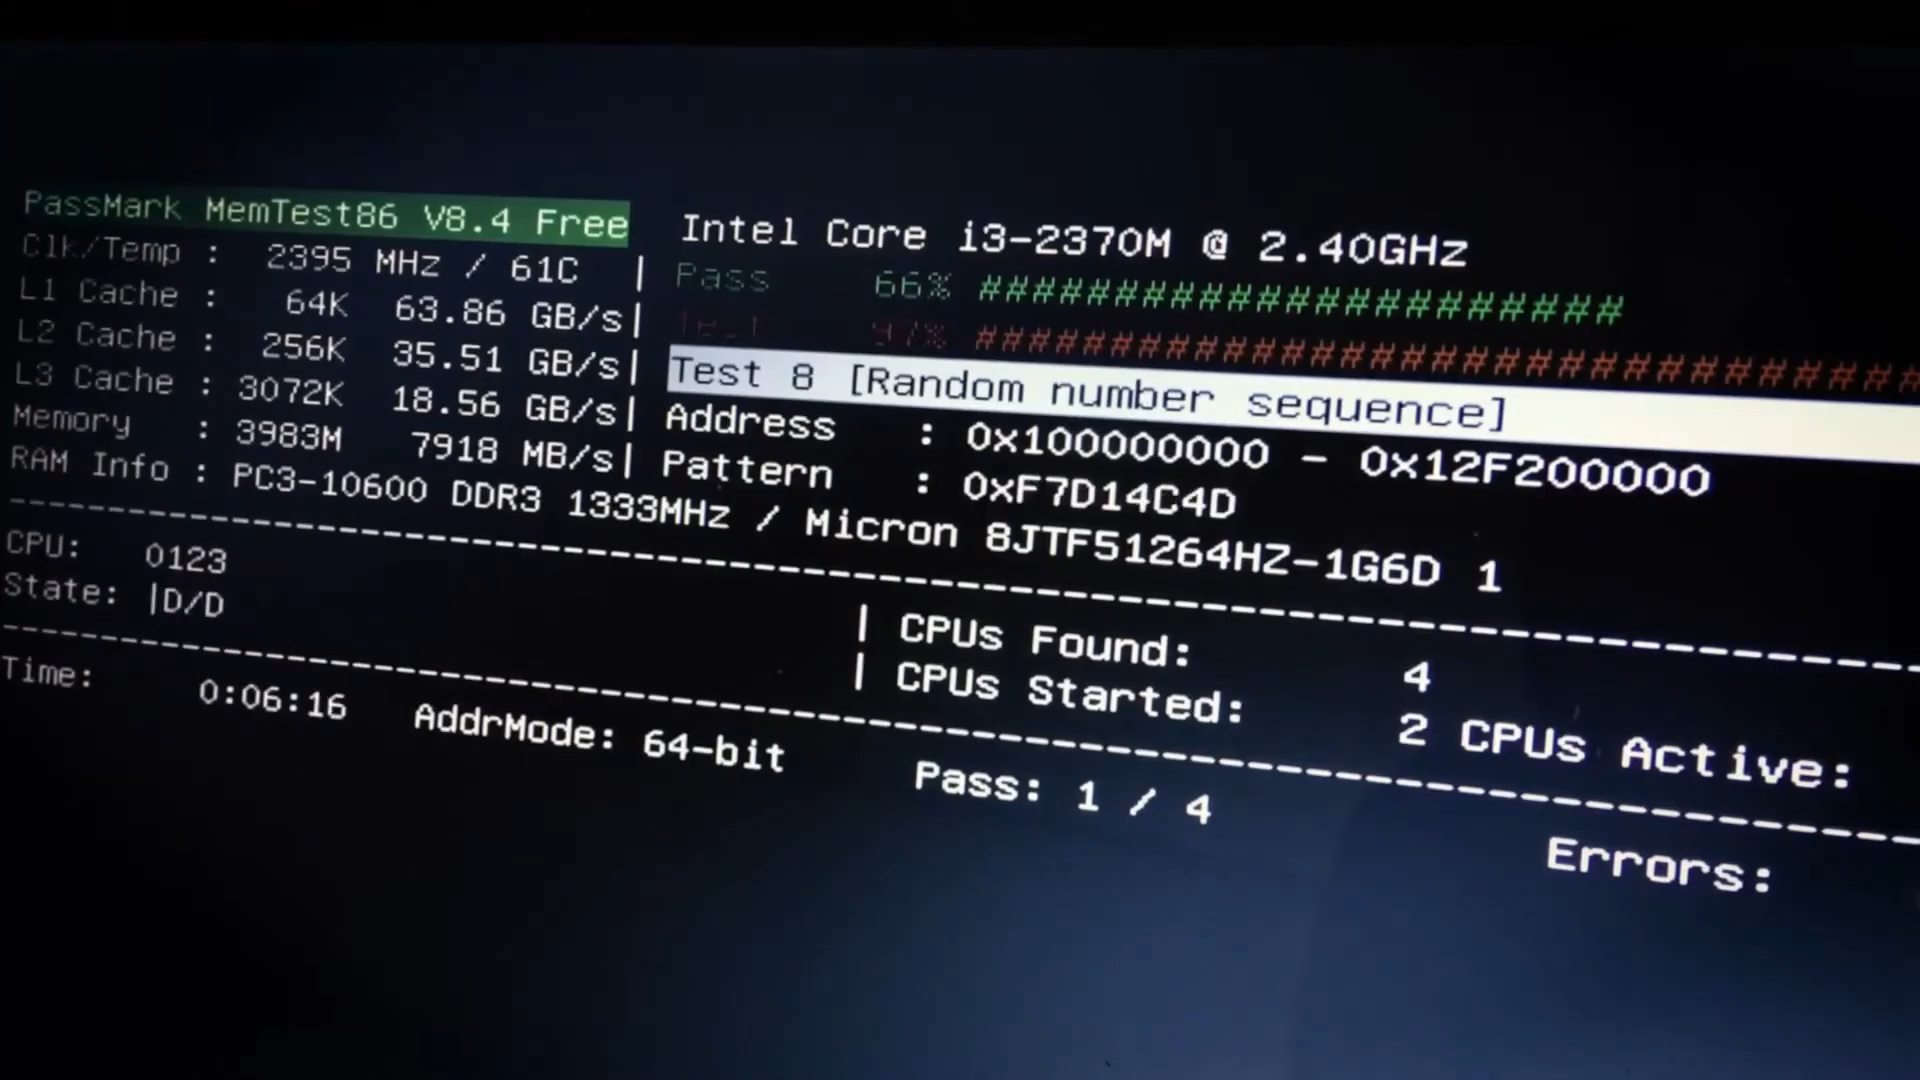 PassMark MemTest86 V8.4 Free
Intel Core i3-2370M @ 2.40GHz
Clk/Temp : 2395 MHz / 61C | Pass 66% ########################
L1 Cache : 64K 63.86 GB/s| Test 97% ###################################
L2 Cache : 256K 35.51 GB/s| Test 8 [Random number sequence]
L3 Cache : 3072K 18.56 GB/s| Address : 0x100000000 - 0x12F200000
Memory : 3983M 7918 MB/s| Pattern : 0xF7D14C4D
RAM Info : PC3-10600 DDR3 1333MHz / Micron 8JTF51264HZ-1G6D 1
CPU: 0123 | CPUs Found: 4
State: |D/D | CPUs Started: 2 CPUs Active:
Time: 0:06:16 AddrMode: 64-bit Pass: 1 / 4 Errors: